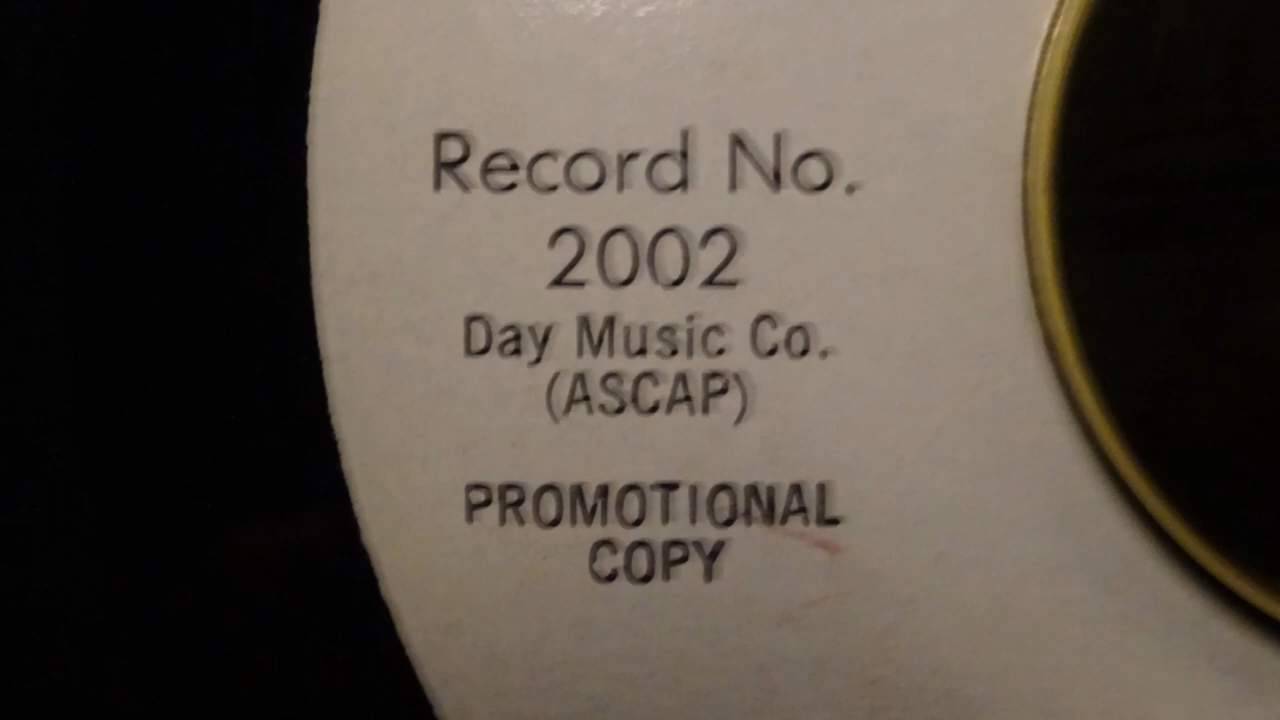 Record No.
2002
Day Music Co.
(ASCAP)
PROMOTIONAL
COPY